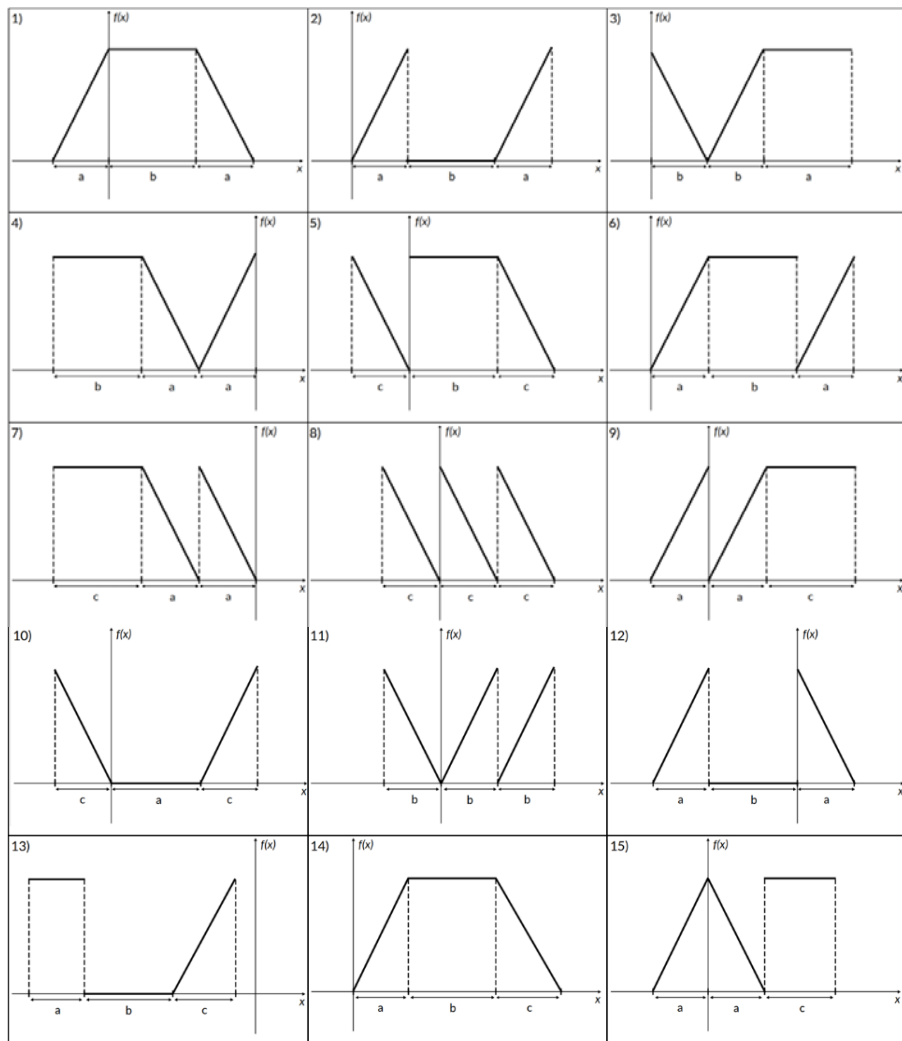 1) f(x)
x
a b a
2) f(x)
x
a b a
3) f(x)
x
b b a
4) f(x)
x
b a a
5) f(x)
x
c b c
6) f(x)
x
a b a
7) f(x)
x
c a a
8) f(x)
x
c c c
9) f(x)
x
a a c
10) f(x)
x
c a c
11) f(x)
x
b b b
12) f(x)
x
a b a
13) f(x)
x
a b c
14) f(x)
x
a b c
15) f(x)
x
a a c